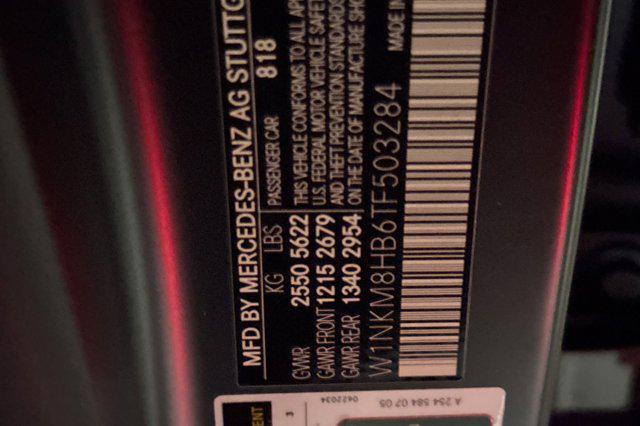 MFD BY MERCEDES-BENZ AG STUTTG
818
KG LBS
PASSENGER CAR
GVWR 2550 5622
GAWR FRONT 1215 2679
GAWR REAR 1340 2954
THIS VEHICLE CONFORMS TO ALL AP
U.S. FEDERAL MOTOR VEHICLE SAFET
AND THEFT PREVENTION STANDARDS
ON THE DATE OF MANUFACTURE SHO
W1NKM8HB6TF503284
MADE IN
3
0422034
A 254 584 07 05